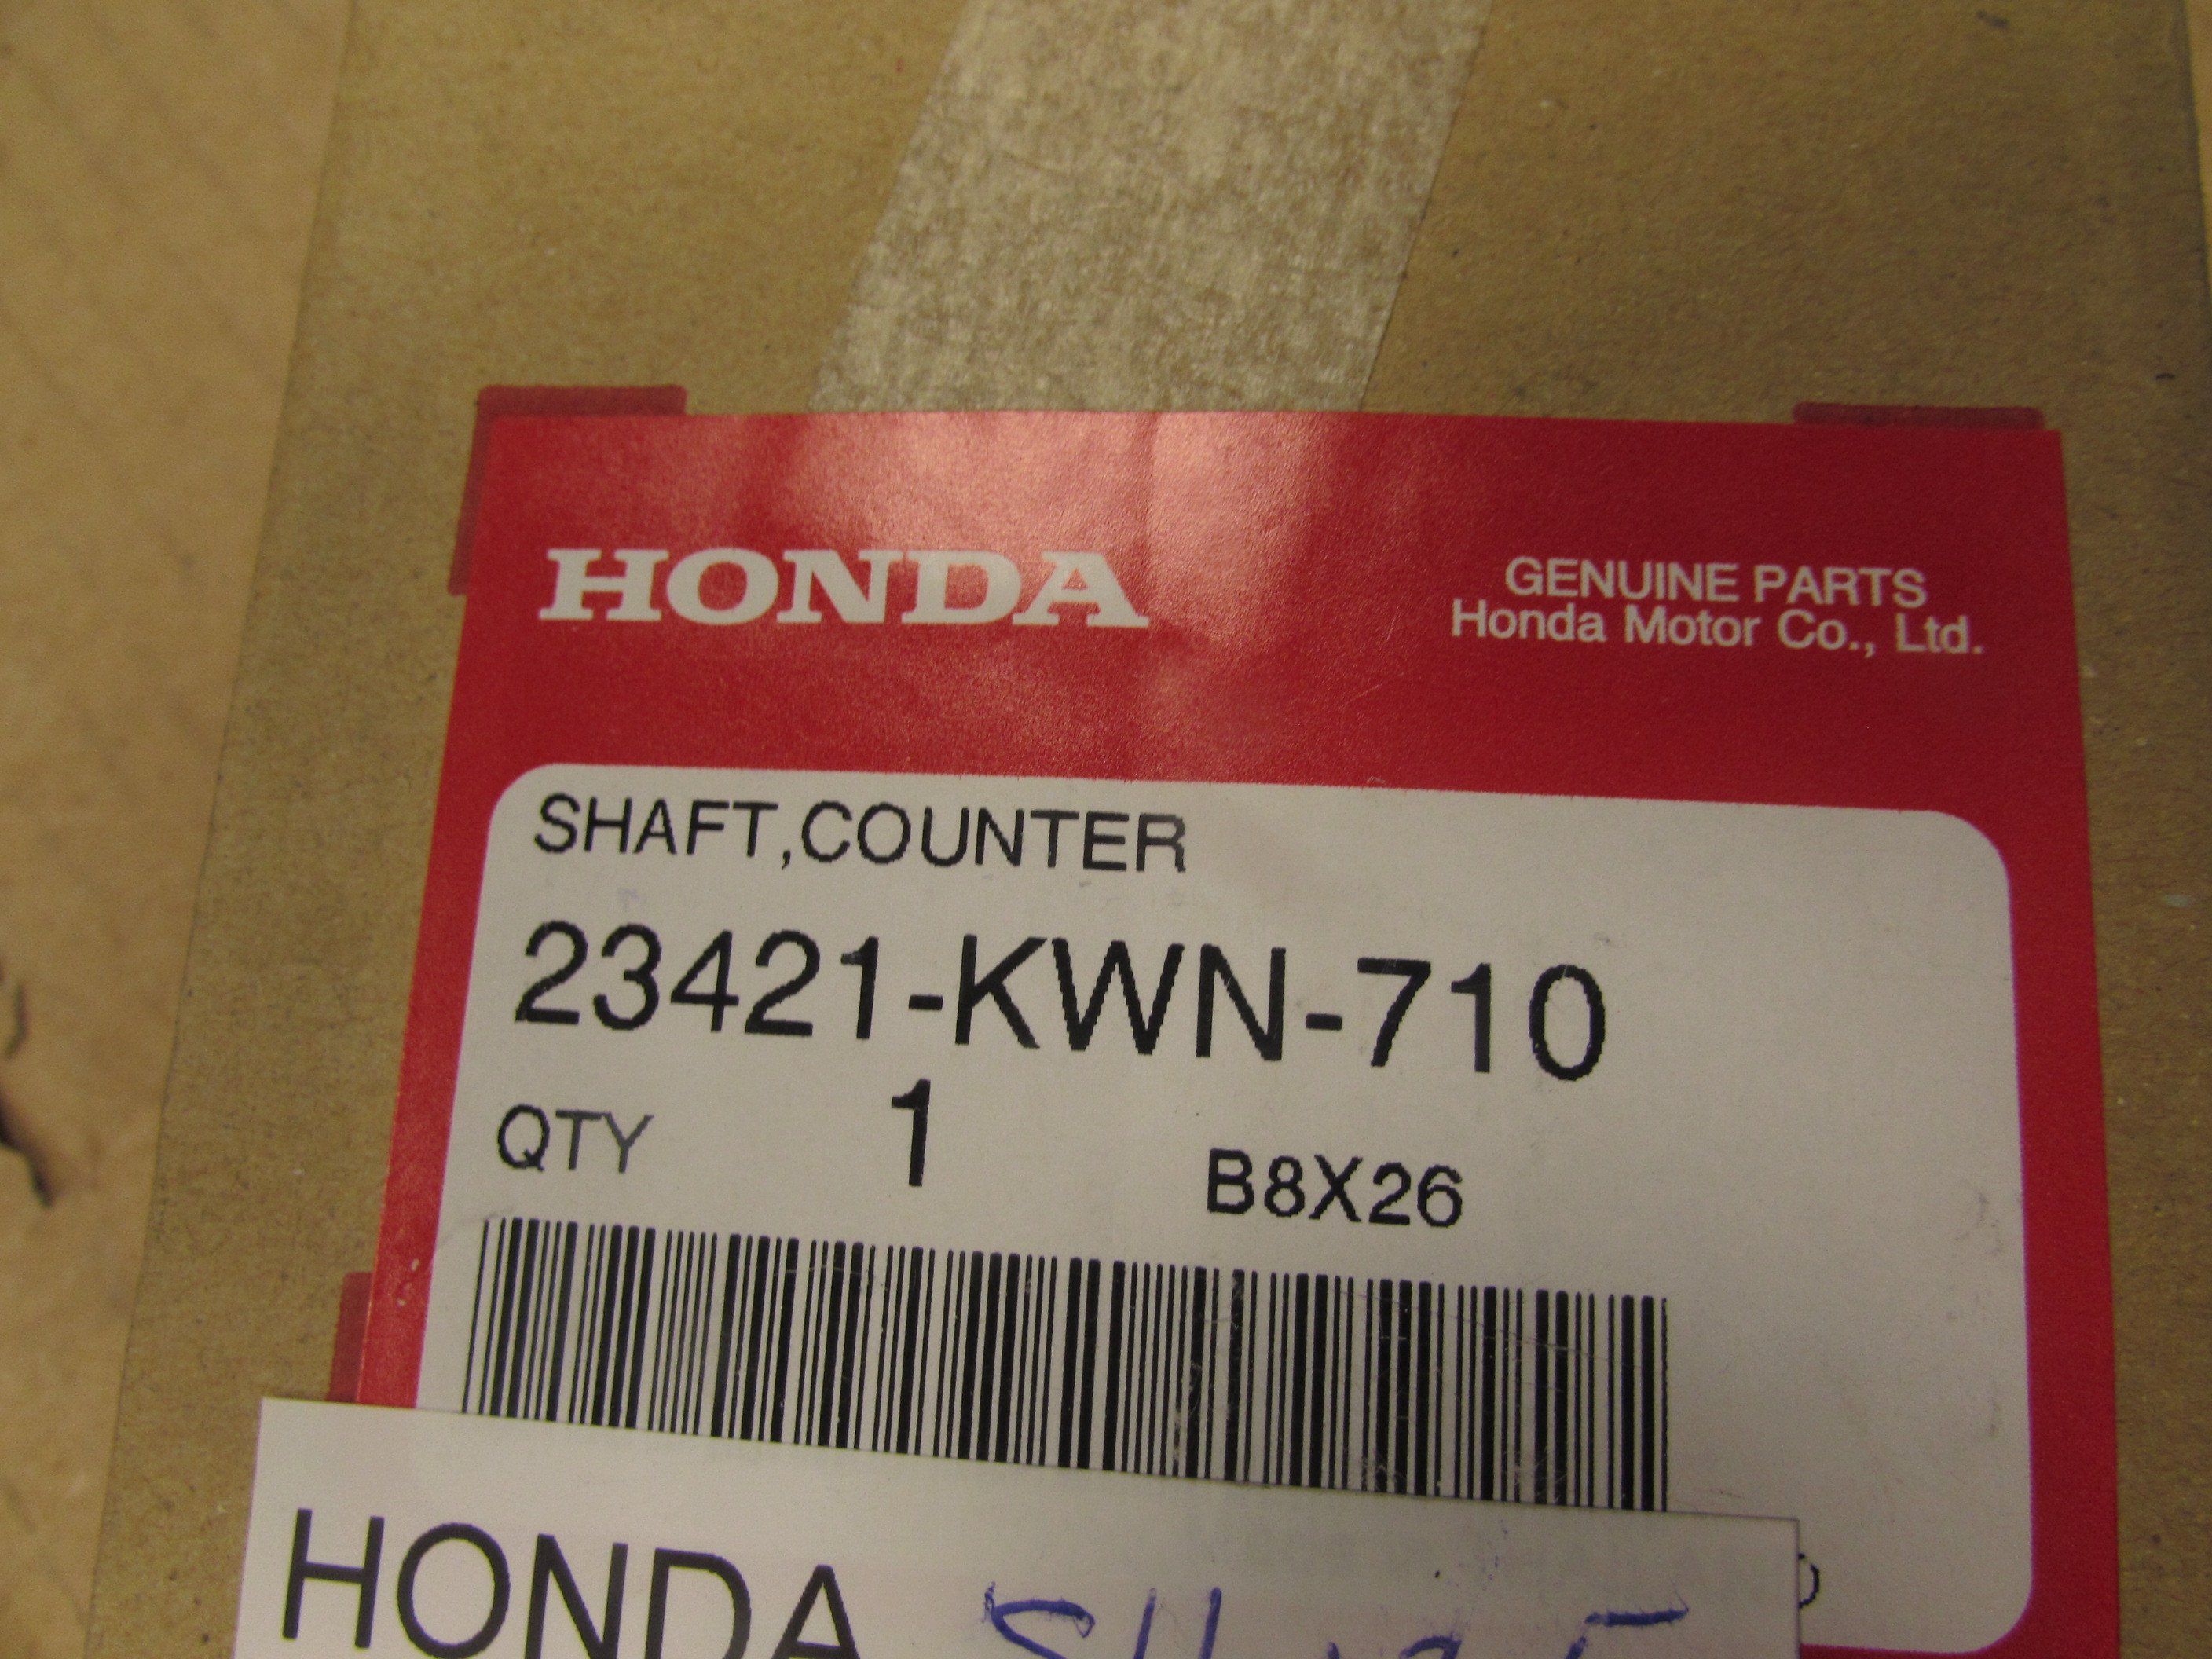 HONDA
GENUINE PARTS
Honda Motor Co., Ltd.
SHAFT,COUNTER
23421-KWN-710
QTY 1 B8X26
HONDA